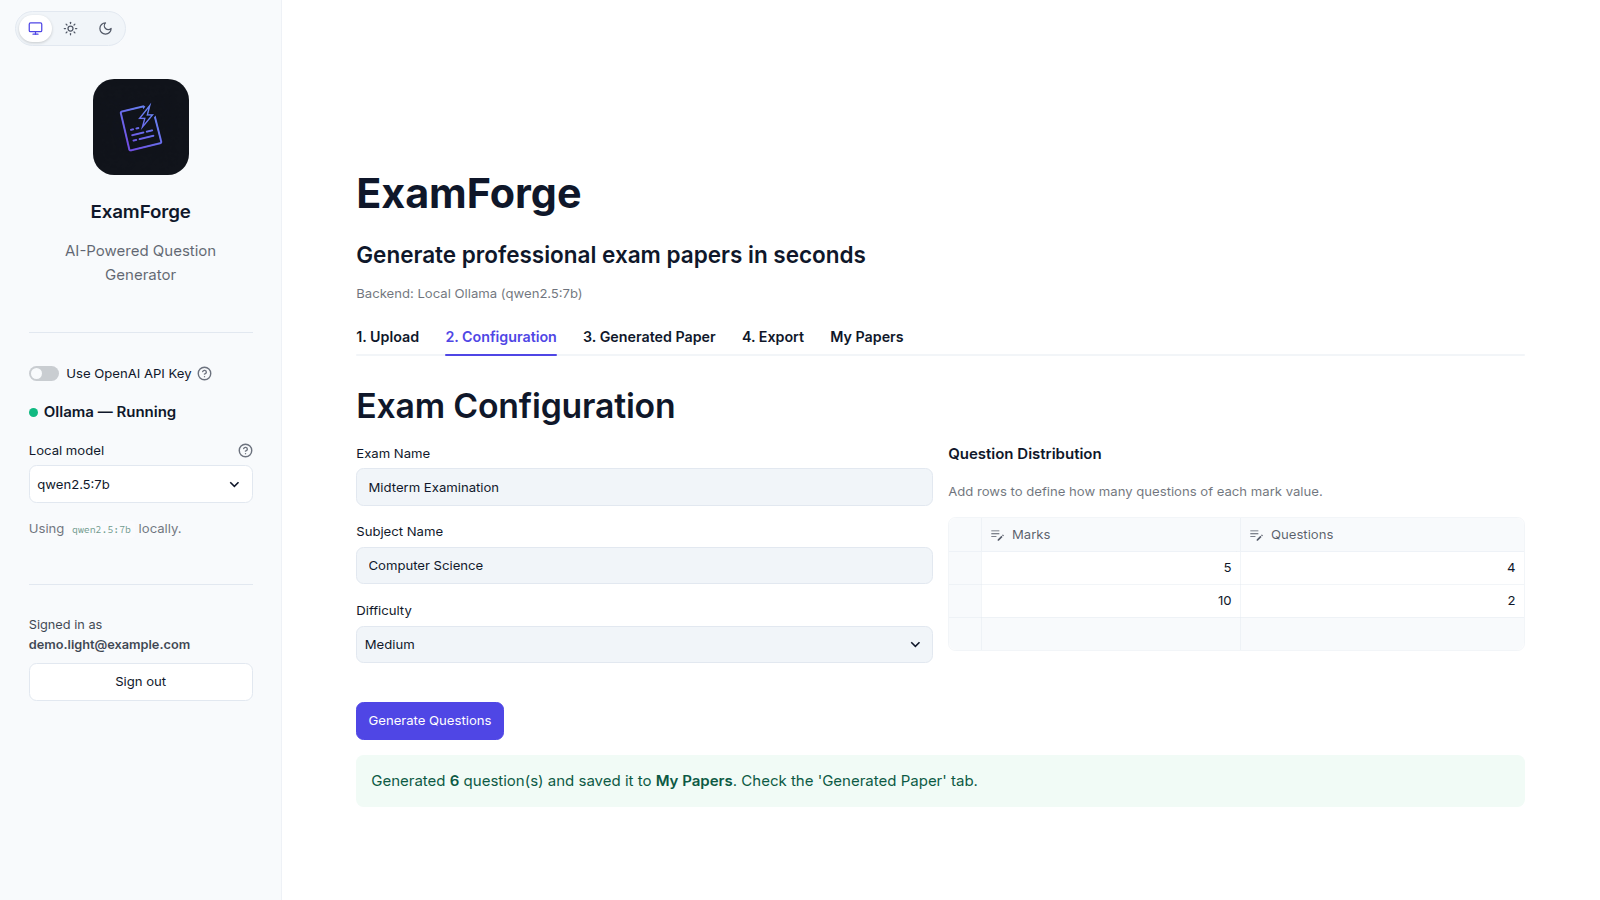 ExamForge
AI-Powered Question
Generator
Use OpenAI API Key
Ollama — Running
Local model
qwen2.5:7b
Using qwen2.5:7b locally.
Signed in as
demo.light@example.com
Sign out
ExamForge
Generate professional exam papers in seconds
Backend: Local Ollama (qwen2.5:7b)
1. Upload 2. Configuration 3. Generated Paper 4. Export My Papers
Exam Configuration
Exam Name
Midterm Examination
Subject Name
Computer Science
Difficulty
Medium
Question Distribution
Add rows to define how many questions of each mark value.
Marks Questions
5 4
10 2
Generate Questions
Generated 6 question(s) and saved it to My Papers. Check the 'Generated Paper' tab.